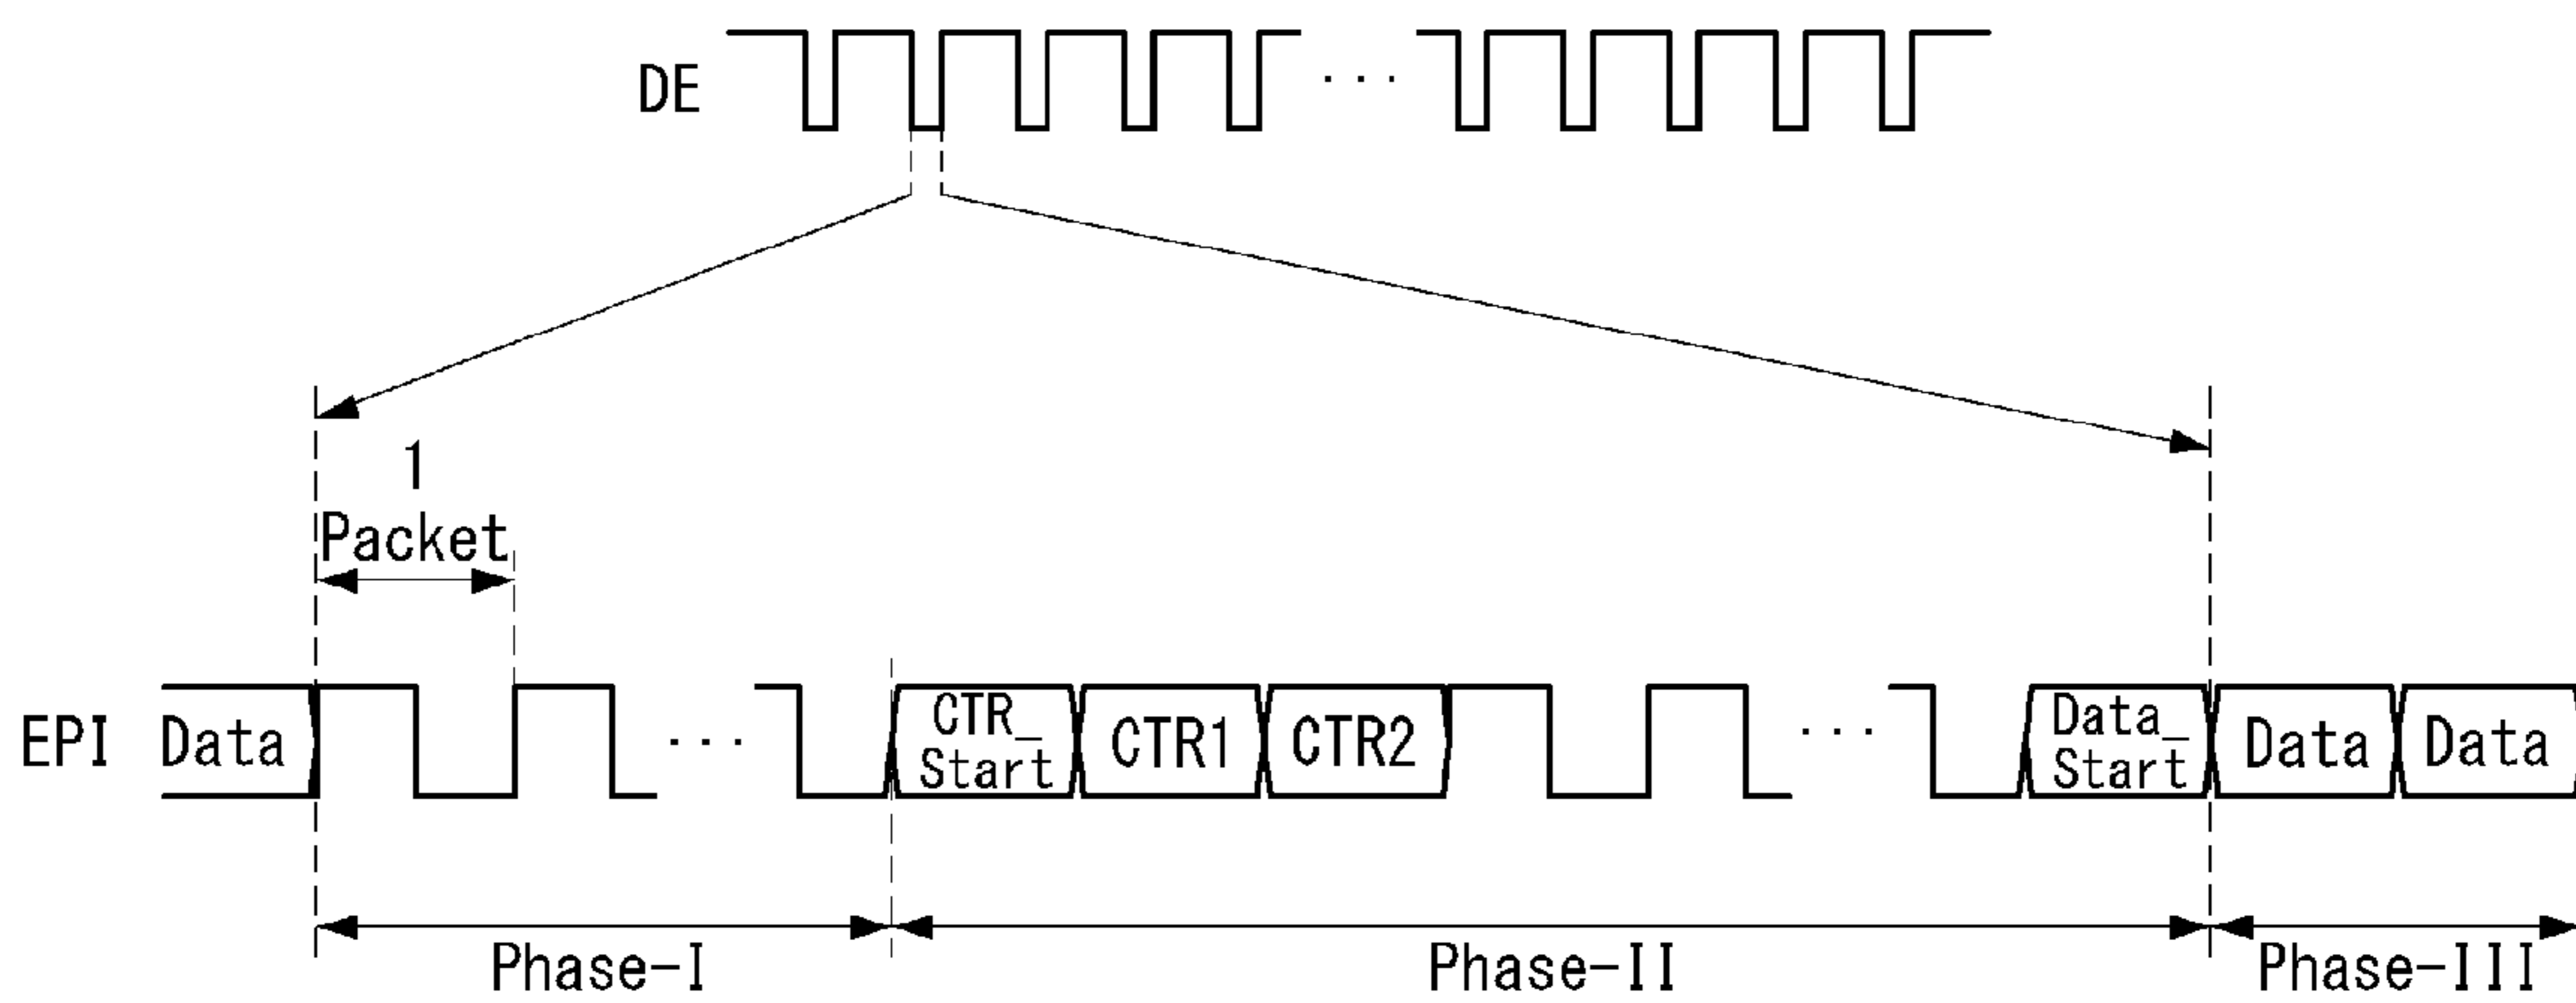 DE
...
1
Packet
EPI
Data
...
CTR_
Start
CTR1
CTR2
...
Data_
Start
Data
Data
Phase-I
Phase-II
Phase-III